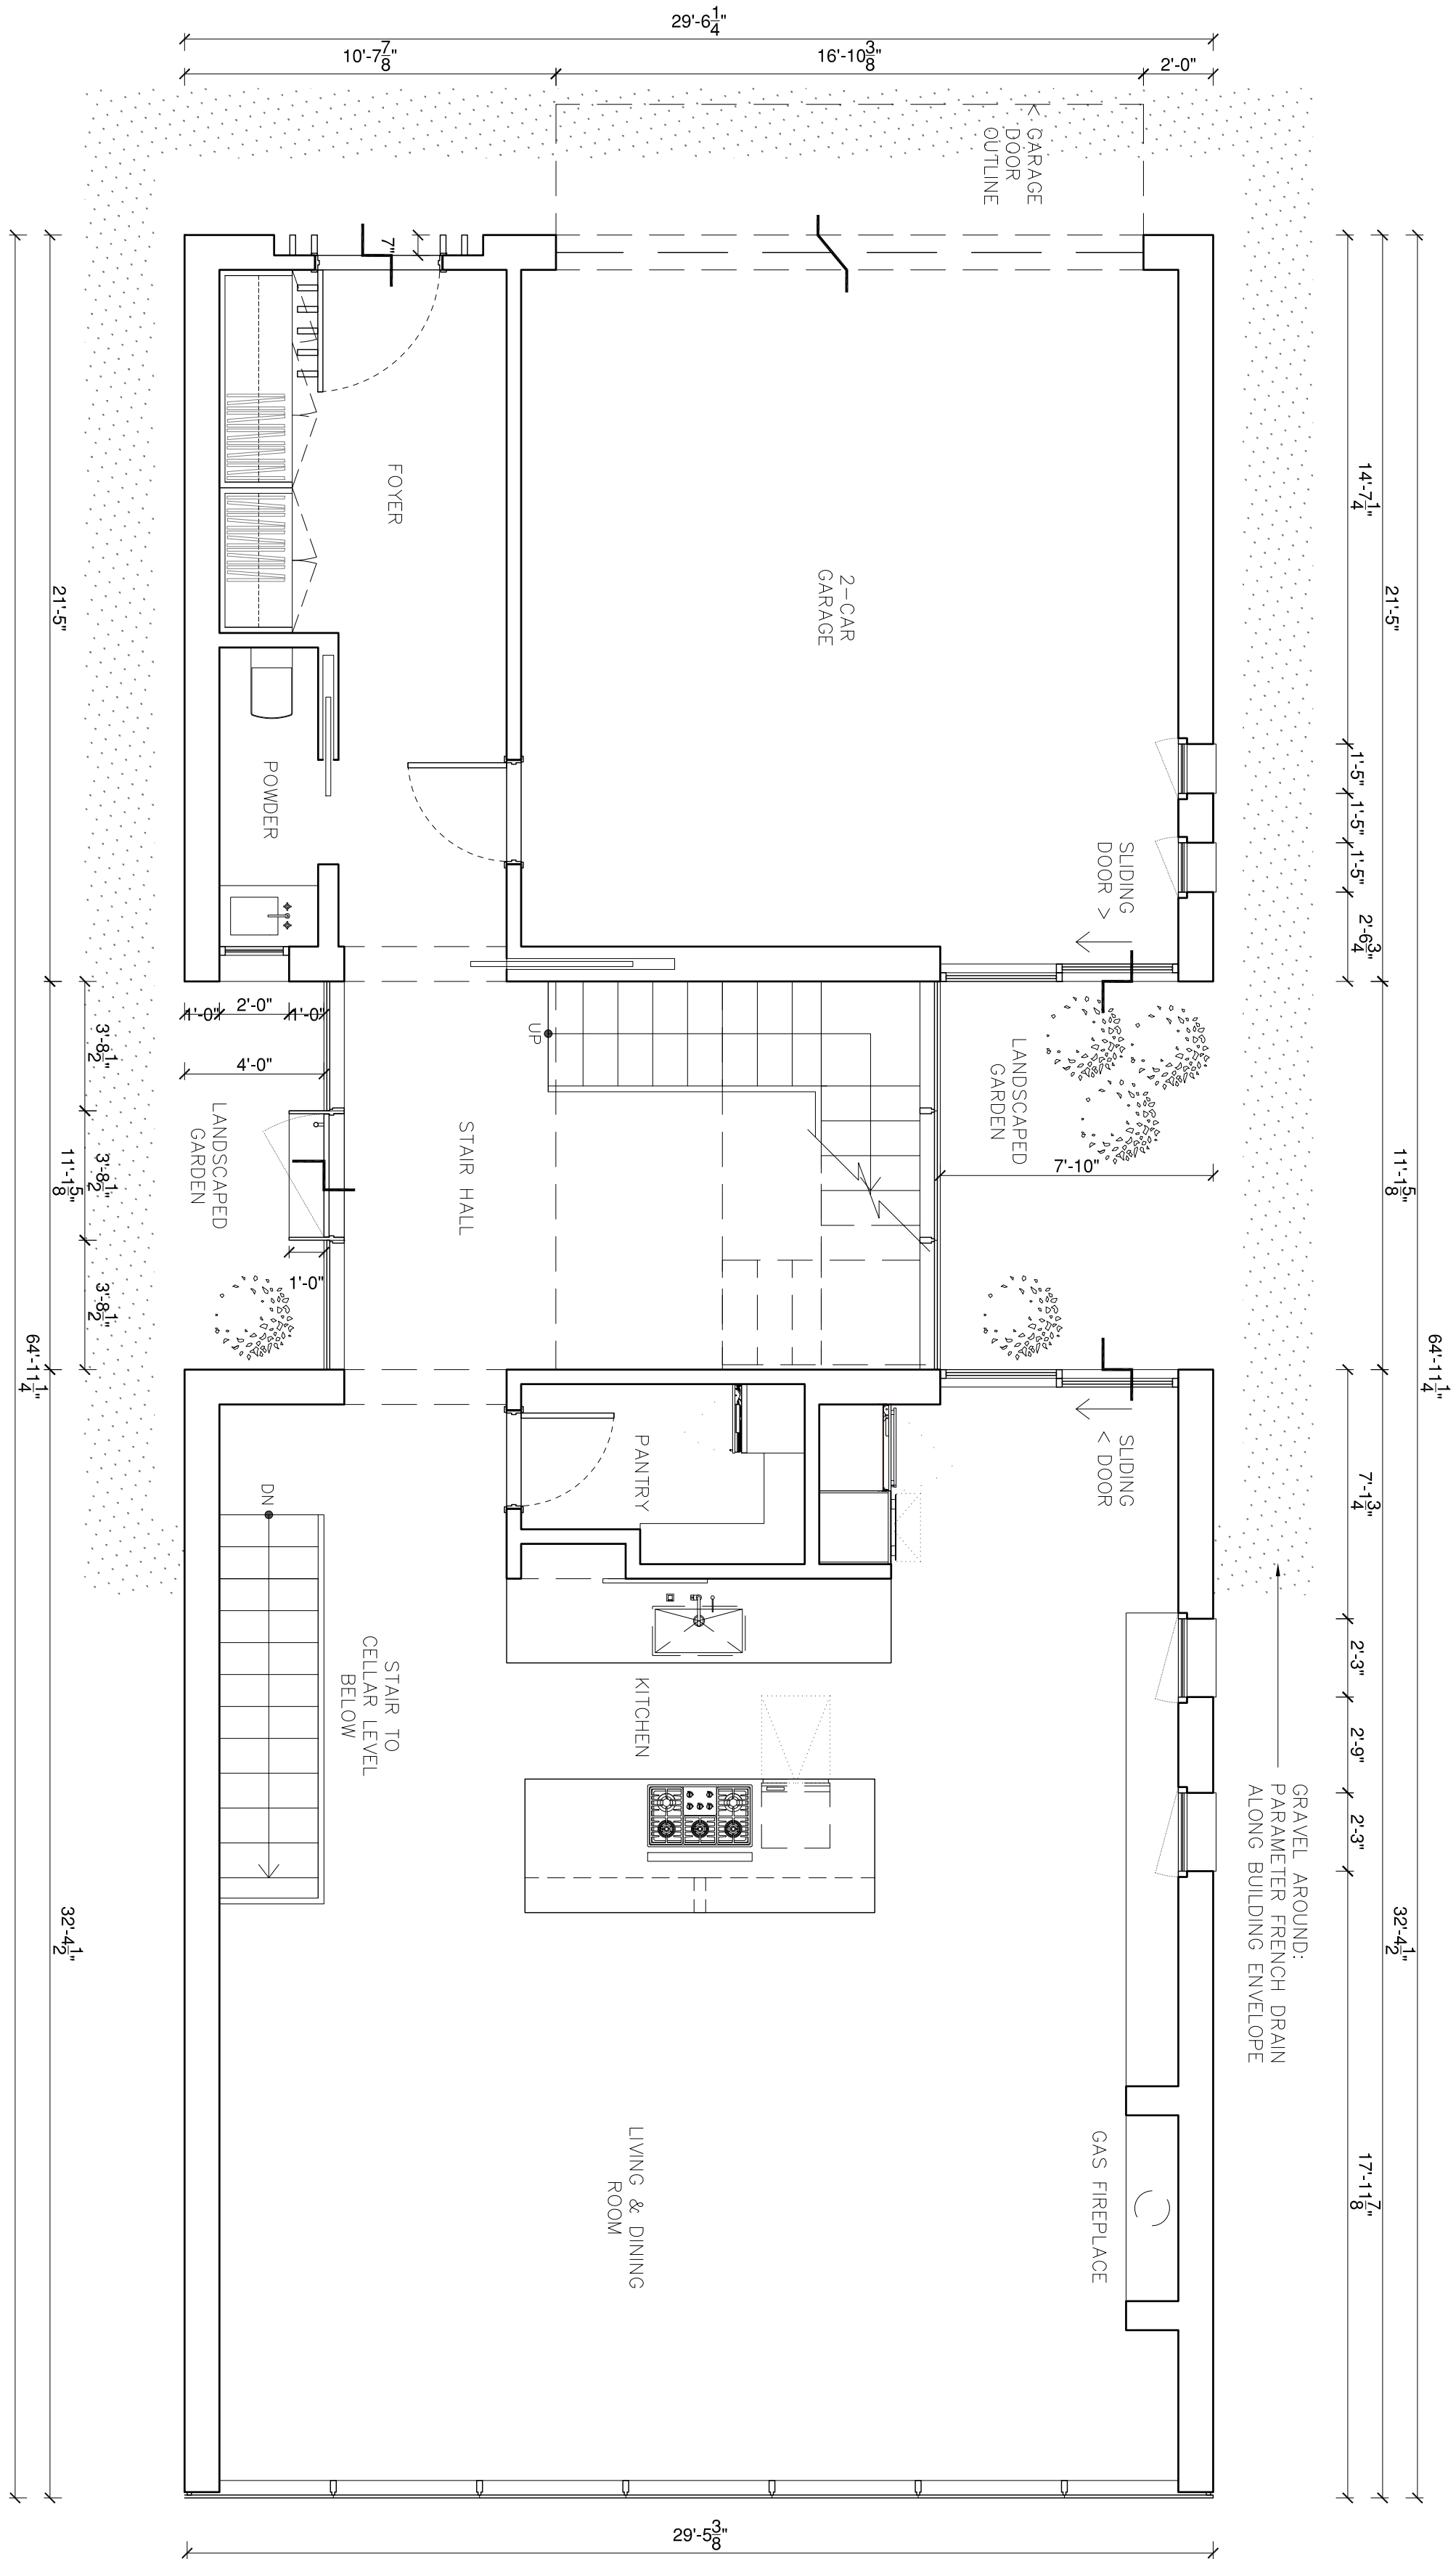 29'-6 1/4"
10'-7 7/8"
16'-10 3/8"
2'-0"
< GARAGE
DOOR
OUTLINE
7"
FOYER
2-CAR
GARAGE
14'-7 1/4"
21'-5"
21'-5"
1'-5"
1'-5"
1'-5"
2'-6 3/4"
POWDER
SLIDING
DOOR >
1'-0"
2'-0"
1'-0"
4'-0"
3'-8 1/2"
3'-8 1/2"
3'-8 1/2"
11'-1 5/8"
LANDSCAPED
GARDEN
1'-0"
STAIR HALL
UP
LANDSCAPED
GARDEN
7'-10"
11'-1 5/8"
64'-11 1/4"
64'-11 1/4"
PANTRY
SLIDING
< DOOR
7'-1 3/4"
DN
STAIR TO
CELLAR LEVEL
BELOW
KITCHEN
2'-3"
2'-9"
2'-3"
GRAVEL AROUND:
PARAMETER FRENCH DRAIN
ALONG BUILDING ENVELOPE
32'-4 1/2"
32'-4 1/2"
LIVING & DINING
ROOM
GAS FIREPLACE
17'-11 7/8"
29'-5 3/8"